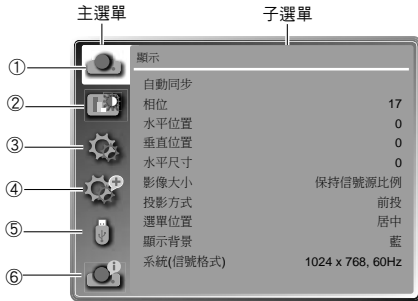 主選單 子選單
① 顯示
自動同步
相位 17
② 水平位置 0
垂直位置 0
③ 水平尺寸 0
影像大小 保持信號源比例
④ 投影方式 前投
選單位置 居中
⑤ 顯示背景 藍
系統(信號格式) 1024 x 768, 60Hz
⑥